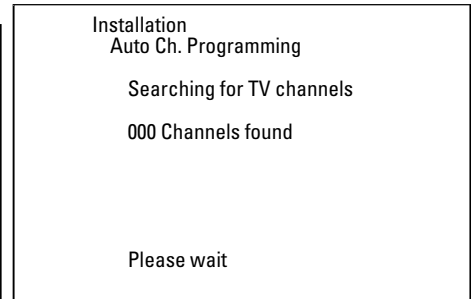 Installation
Auto Ch. Programming
Searching for TV channels
000 Channels found
Please wait